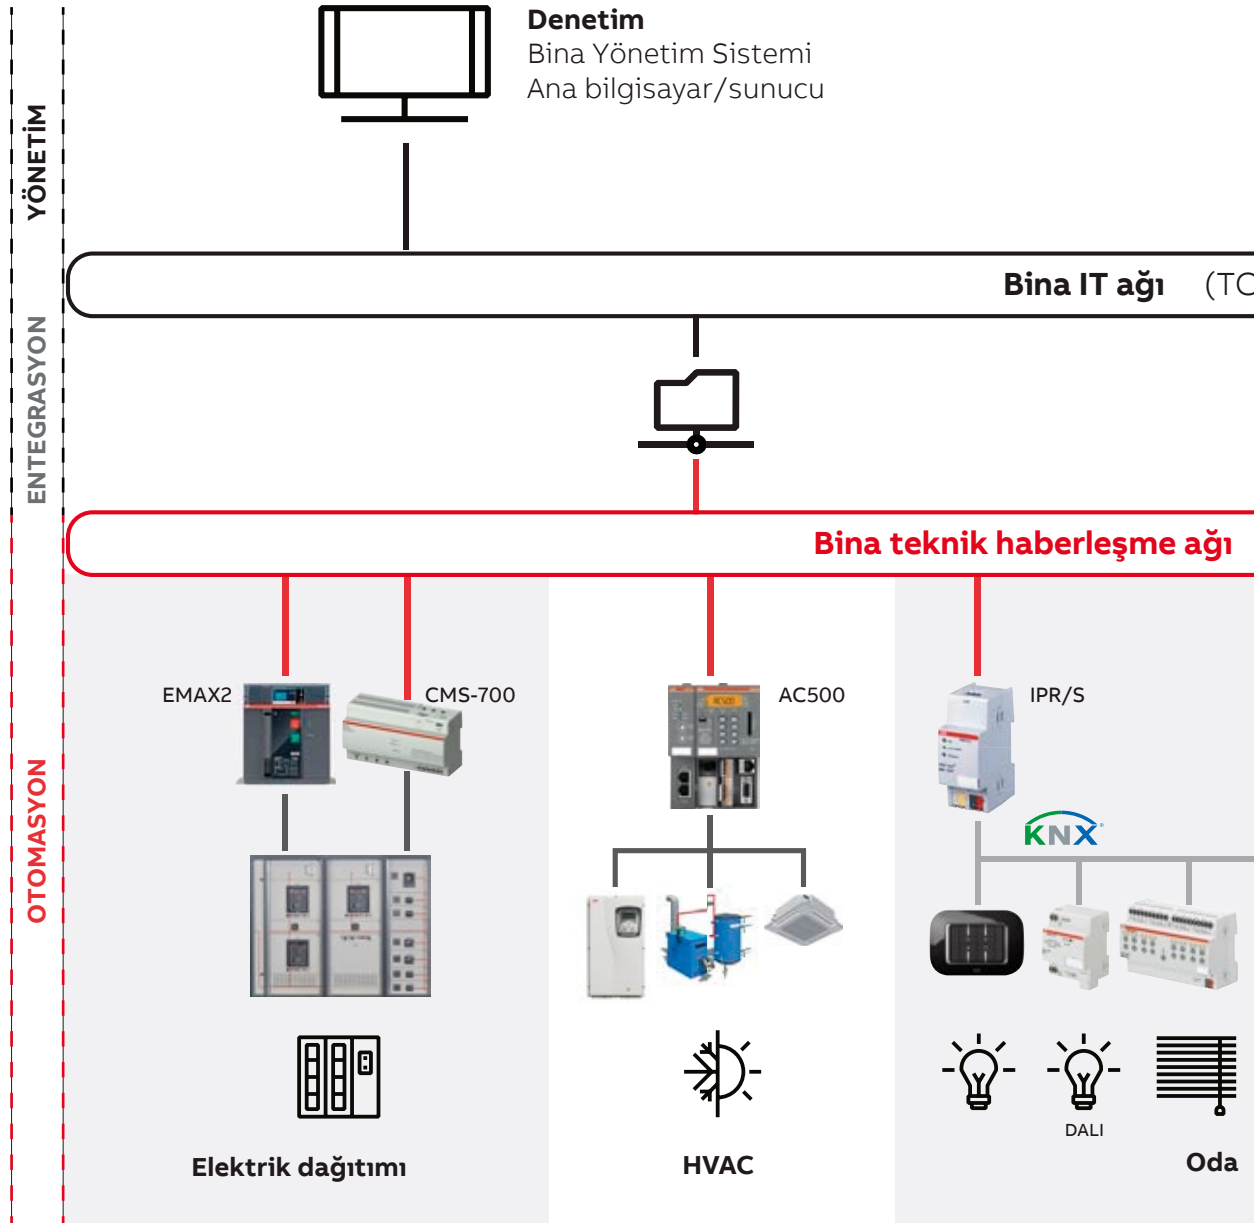 Denetim
Bina Yönetim Sistemi
Ana bilgisayar/sunucu
YÖNETİM
Bina IT ağı (TC
ENTEGRASYON
Bina teknik haberleşme ağı
OTOMASYON
EMAX2
CMS-700
AC500
IPR/S
KNX
DALI
Elektrik dağıtımı
HVAC
Oda